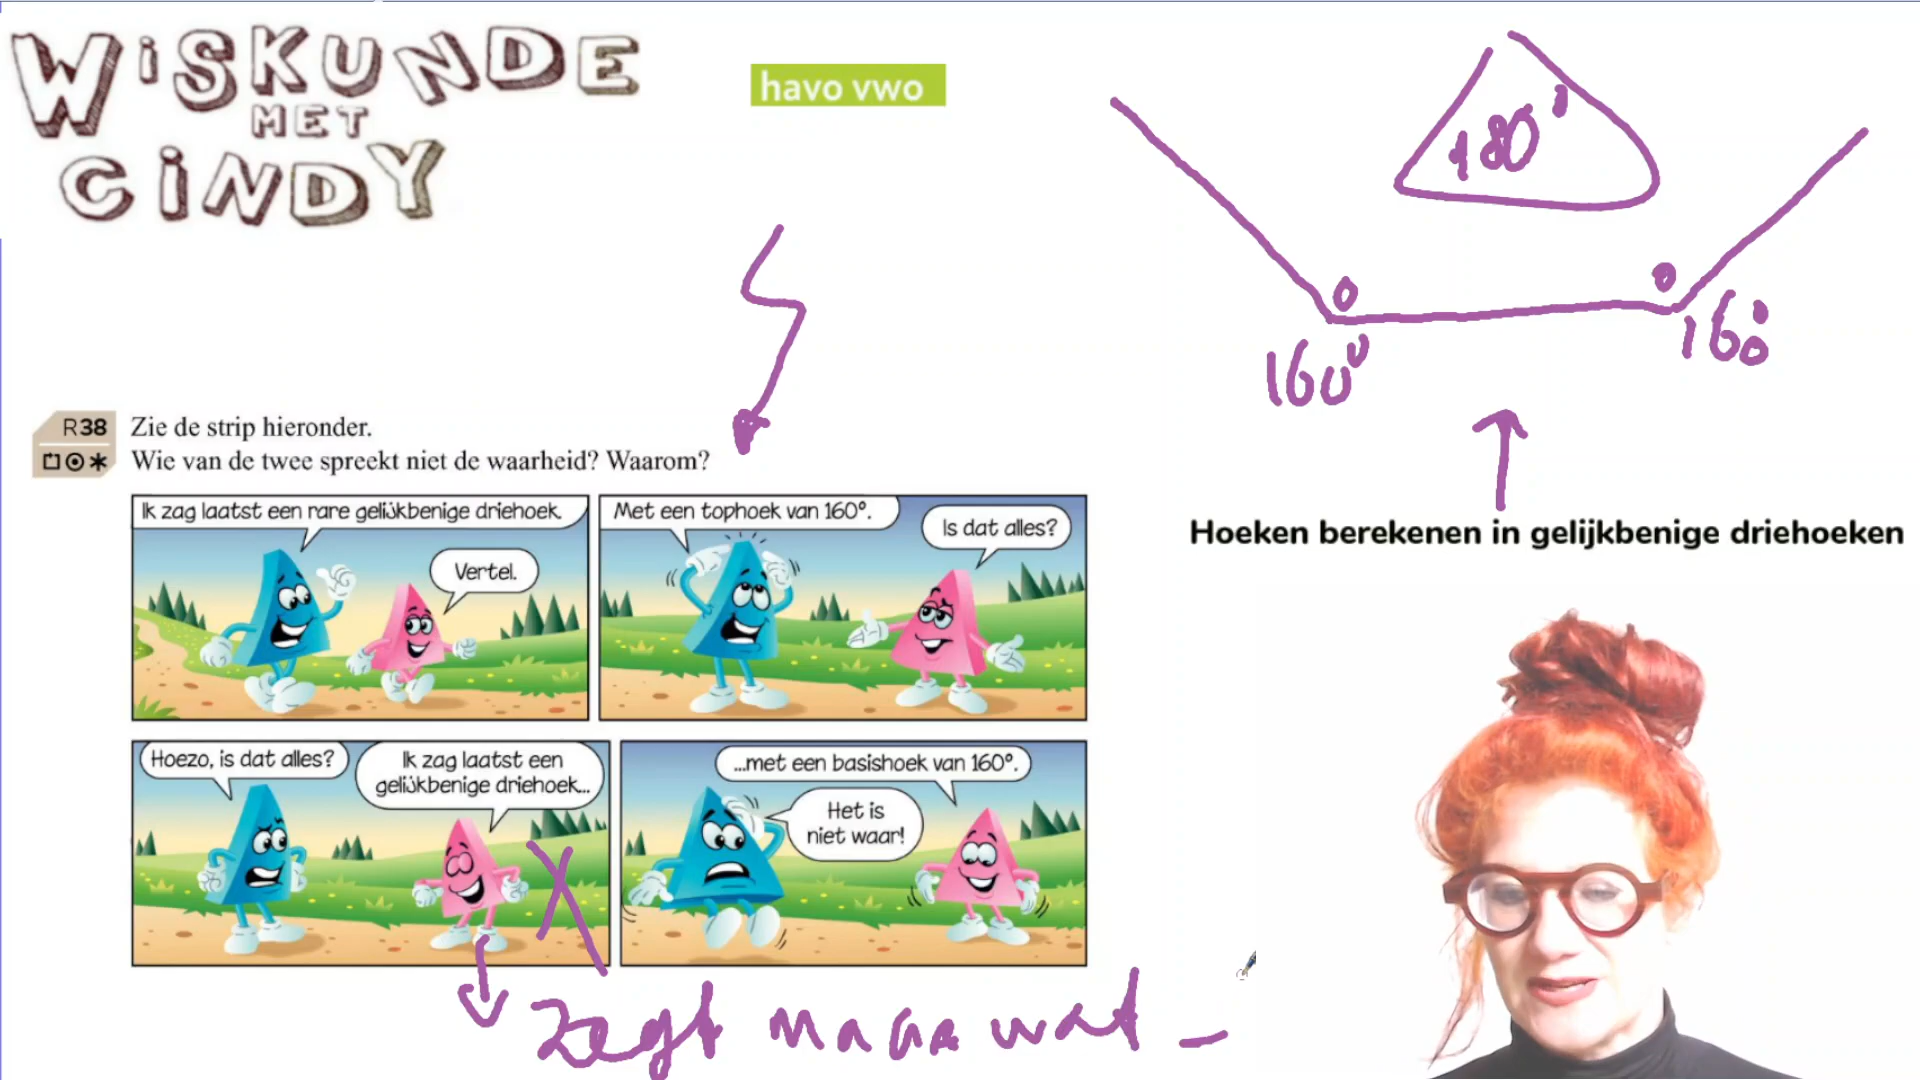 WiSKUNDE
MET
CiNDY
havo vwo
180°
160°
160°
R38
Zie de strip hieronder.
Wie van de twee spreekt niet de waarheid? Waarom?
Ik zag laatst een rare gelijkbenige driehoek.
Vertel.
Met een tophoek van 160°.
Is dat alles?
Hoezo, is dat alles?
Ik zag laatst een
gelijkbenige driehoek...
...met een basishoek van 160°.
Het is
niet waar!
Hoeken berekenen in gelijkbenige driehoeken
zegt maar wat -